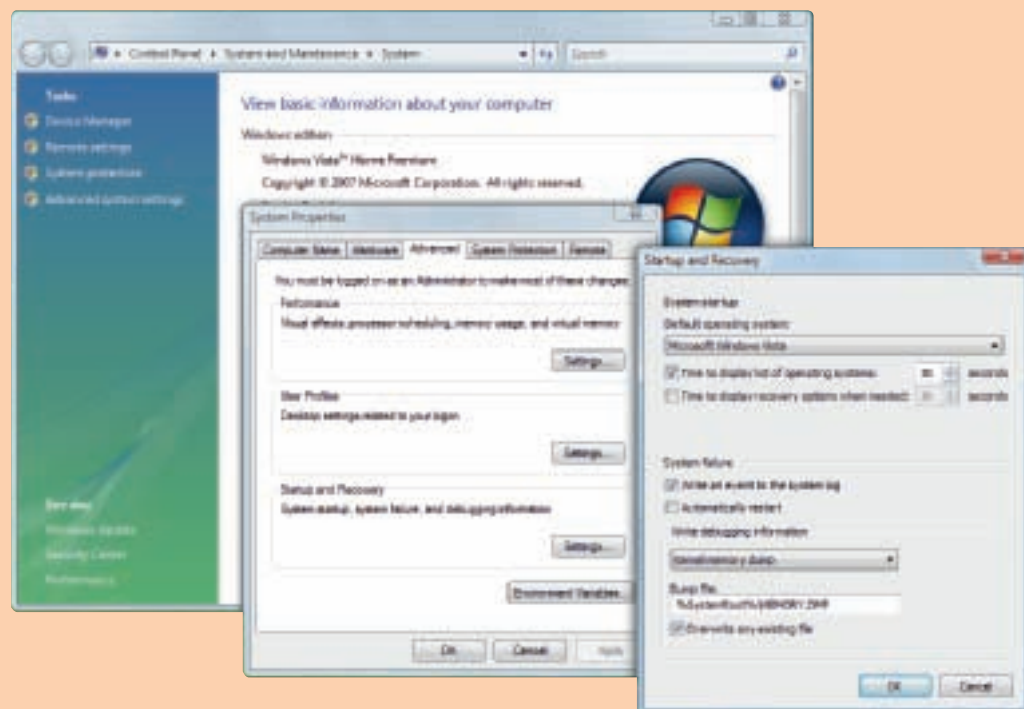 Control Panel ▸ System and Maintenance ▸ System
Search
Tasks
Device Manager
Remote settings
System protection
Advanced system settings
See also
Windows Update
Security Center
Performance
View basic information about your computer
Windows edition
Windows Vista™ Home Premium
Copyright © 2007 Microsoft Corporation. All rights reserved.
System Properties
Computer Name Hardware Advanced System Protection Remote
You must be logged on as an Administrator to make most of these changes.
Performance
Visual effects, processor scheduling, memory usage, and virtual memory
Settings...
User Profiles
Desktop settings related to your logon
Settings...
Startup and Recovery
System startup, system failure, and debugging information
Settings...
Environment Variables...
OK Cancel Apply
Startup and Recovery
System startup
Default operating system:
Microsoft Windows Vista
Time to display list of operating systems: seconds
Time to display recovery options when needed: seconds
System failure
Write an event to the system log
Automatically restart
Write debugging information
Kernel memory dump
Dump file:
%SystemRoot%\MEMORY.DMP
Overwrite any existing file
OK Cancel